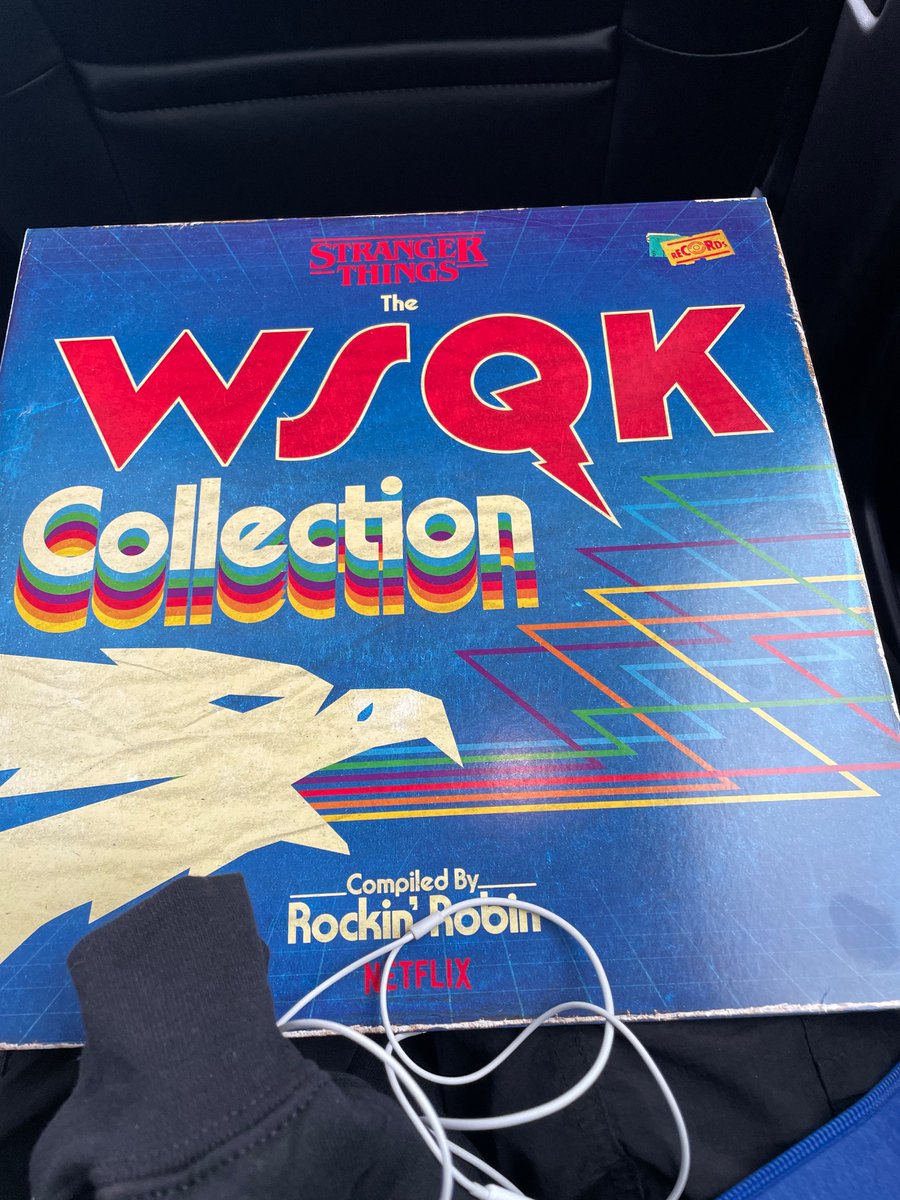 STRANGER
THINGS
RECORDS
The
WSQK
Collection
Compiled By
Rockin' Robin
NETFLIX